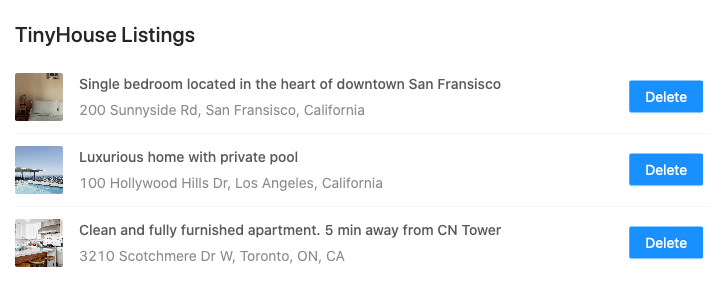 TinyHouse Listings
Single bedroom located in the heart of downtown San Fransisco
200 Sunnyside Rd, San Fransisco, California
Delete
Luxurious home with private pool
100 Hollywood Hills Dr, Los Angeles, California
Delete
Clean and fully furnished apartment. 5 min away from CN Tower
3210 Scotchmere Dr W, Toronto, ON, CA
Delete